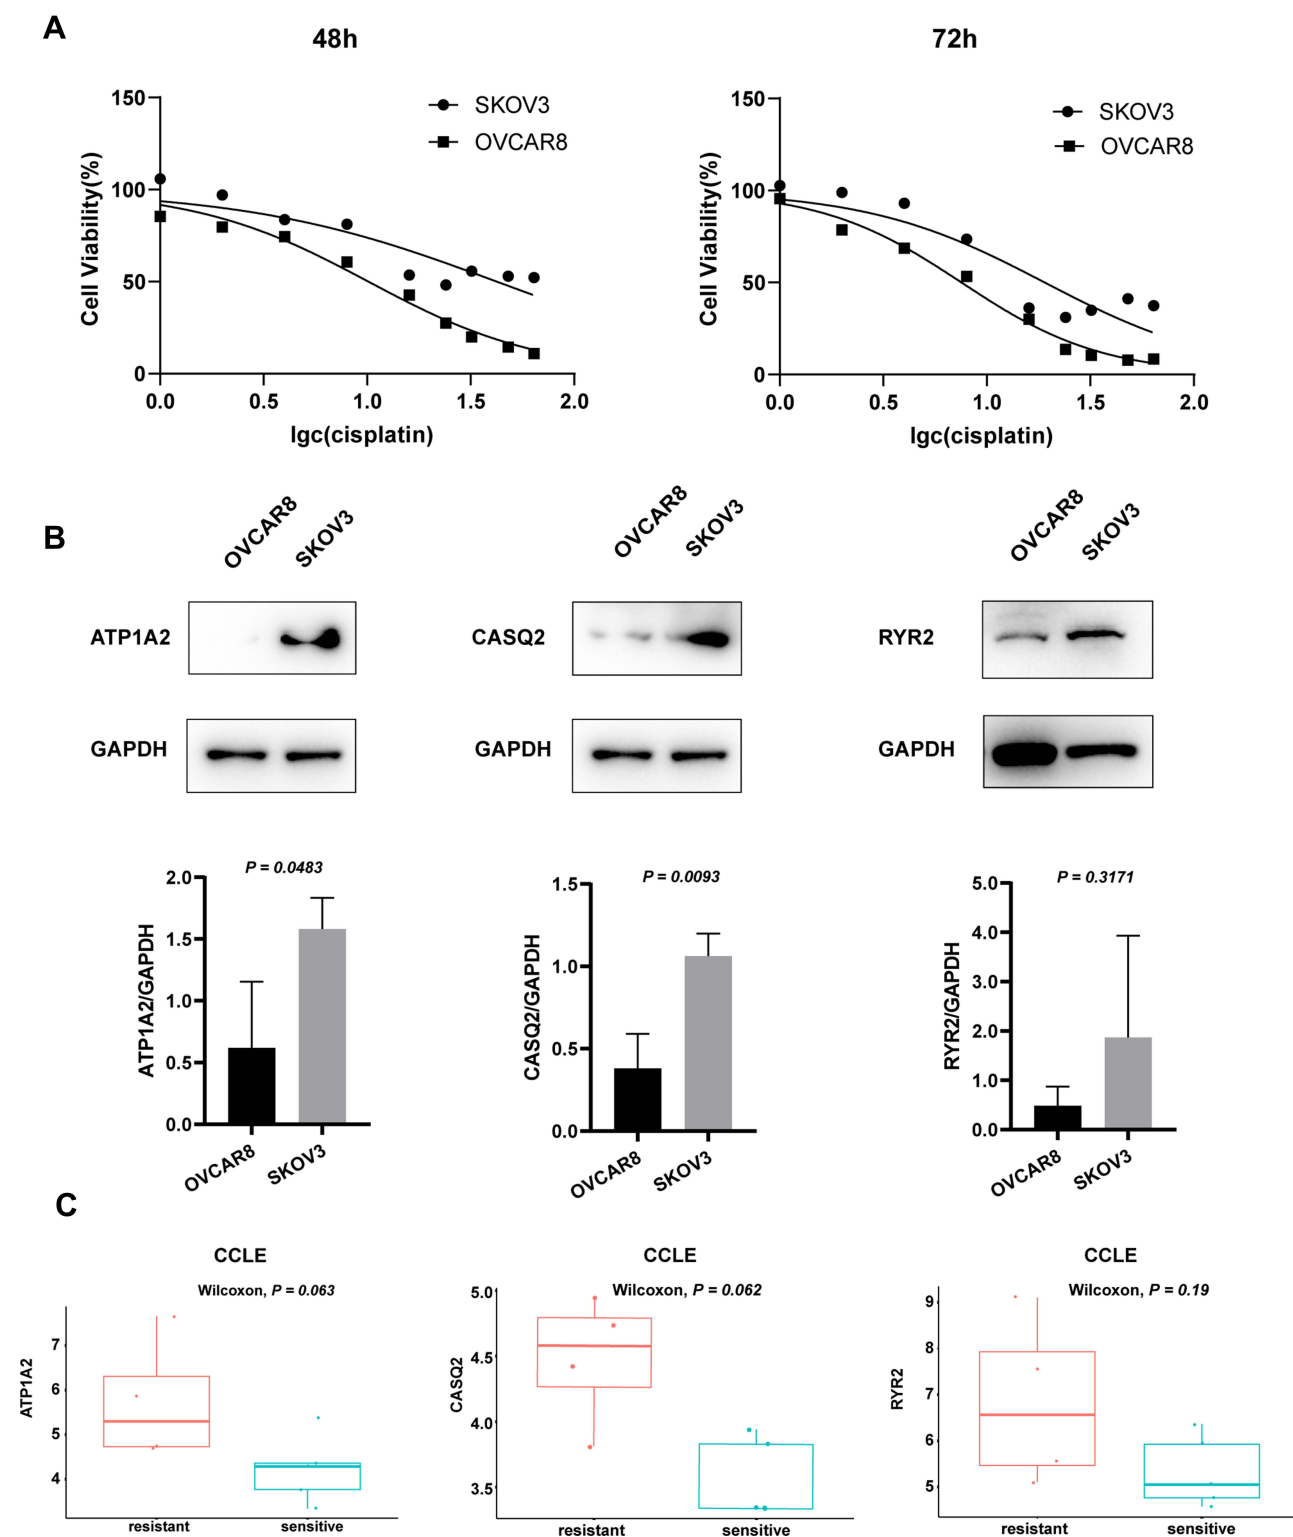 A
48h
72h
150
100
50
0
0.0 0.5 1.0 1.5 2.0
Cell Viability(%)
lgc(cisplatin)
SKOV3
OVCAR8
150
100
50
0
0.0 0.5 1.0 1.5 2.0
Cell Viability(%)
lgc(cisplatin)
SKOV3
OVCAR8
B
OVCAR8
SKOV3
OVCAR8
SKOV3
OVCAR8
SKOV3
ATP1A2
CASQ2
RYR2
GAPDH
GAPDH
GAPDH
P = 0.0483
2.0
1.5
1.0
0.5
0.0
ATP1A2/GAPDH
OVCAR8
SKOV3
P = 0.0093
1.5
1.0
0.5
0.0
CASQ2/GAPDH
OVCAR8
SKOV3
P = 0.3171
5.0
4.0
3.0
2.0
1.0
0.0
RYR2/GAPDH
OVCAR8
SKOV3
C
CCLE
Wilcoxon, P = 0.063
7
6
5
4
ATP1A2
resistant sensitive
CCLE
Wilcoxon, P = 0.062
5.0
4.5
4.0
3.5
CASQ2
resistant sensitive
CCLE
Wilcoxon, P = 0.19
9
8
7
6
5
RYR2
resistant sensitive